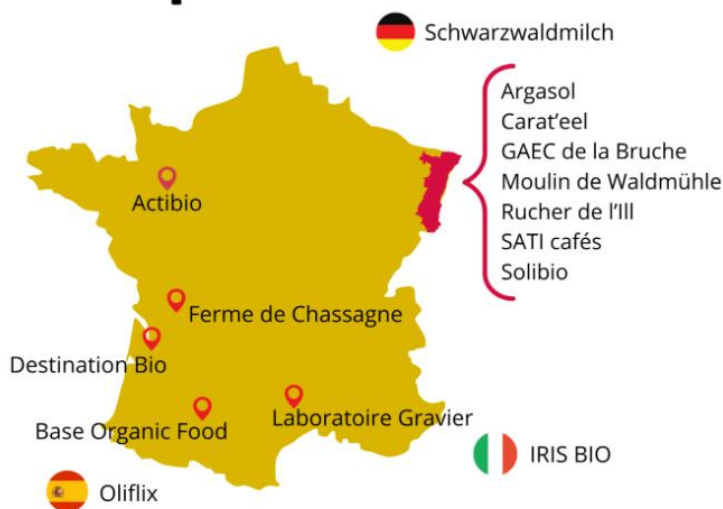 Schwarzwaldmilch
Argasol
Carat'eel
GAEC de la Bruche
Moulin de Waldmühle
Rucher de l'Ill
SATI cafés
Solibio
Actibio
Ferme de Chassagne
Destination Bio
Laboratoire Gravier
Base Organic Food
IRIS BIO
Oliflix